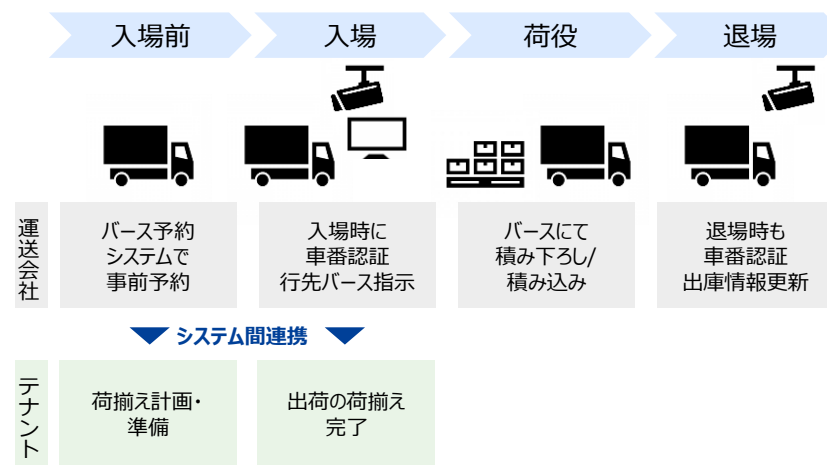 入場前
入場
荷役
退場
運送会社
バース予約
システムで
事前予約
入場時に
車番認証
行先バース指示
バースにて
積み下ろし/
積み込み
退場時も
車番認証
出庫情報更新
システム間連携
テナント
荷揃え計画・
準備
出荷の荷揃え
完了